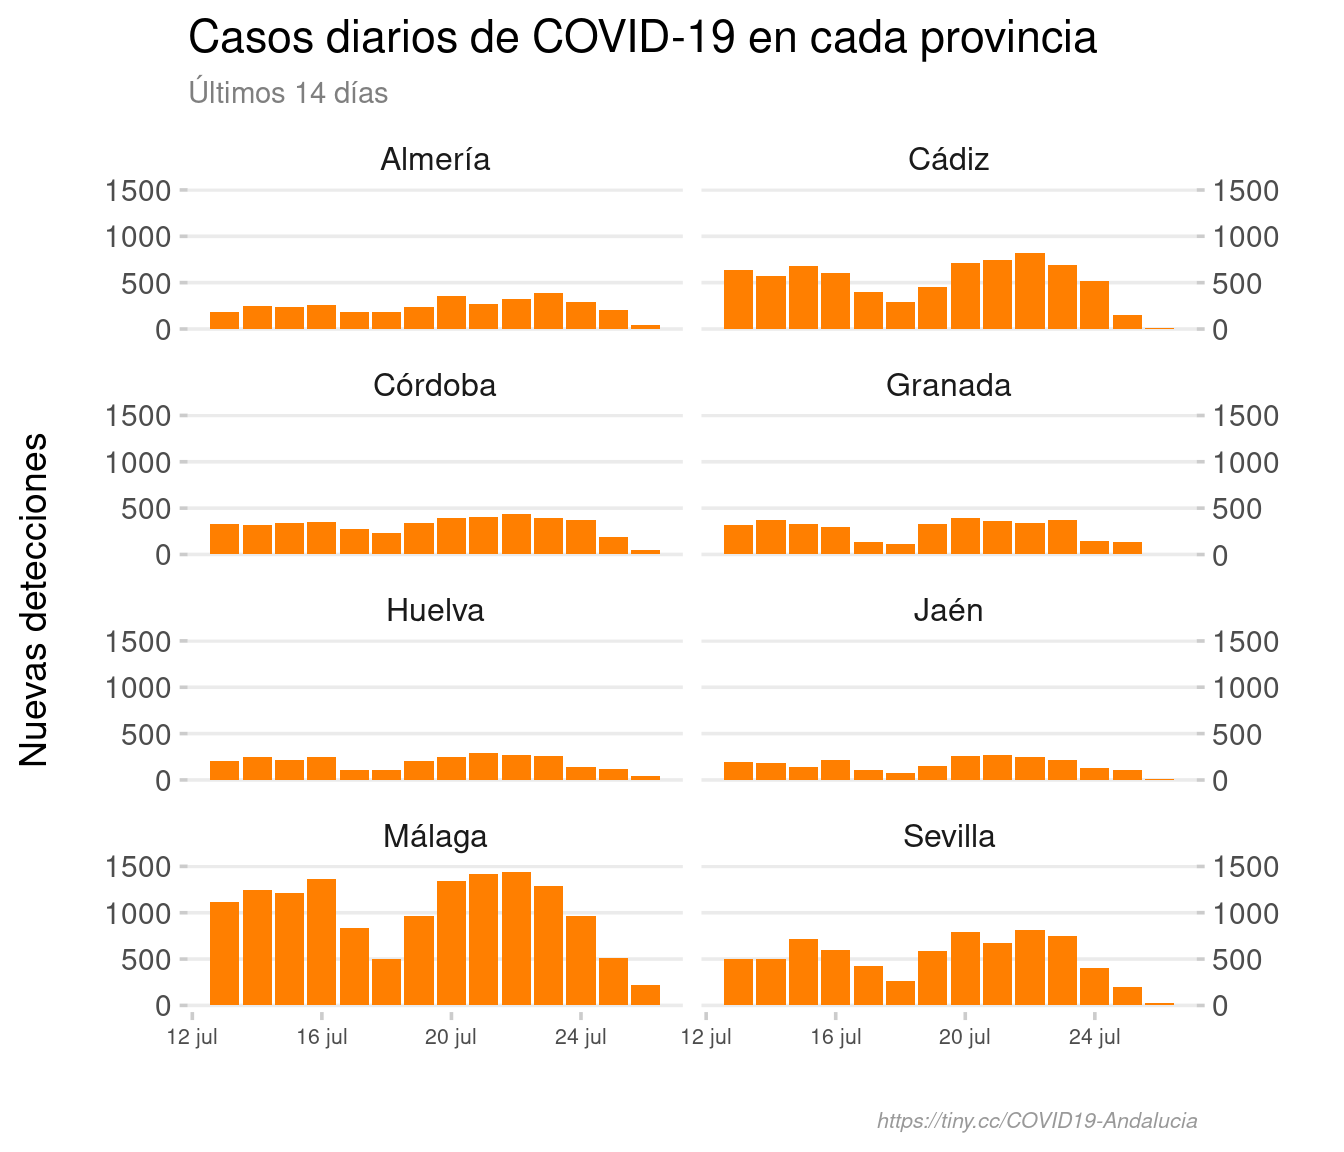 Casos diarios de COVID-19 en cada provincia
Últimos 14 días
Nuevas detecciones
Almería
Cádiz
1500
1000
500
0
1500
1000
500
0
Córdoba
Granada
1500
1000
500
0
1500
1000
500
0
Huelva
Jaén
1500
1000
500
0
1500
1000
500
0
Málaga
Sevilla
1500
1000
500
0
1500
1000
500
0
12 jul 16 jul 20 jul 24 jul
12 jul 16 jul 20 jul 24 jul
https://tiny.cc/COVID19-Andalucia